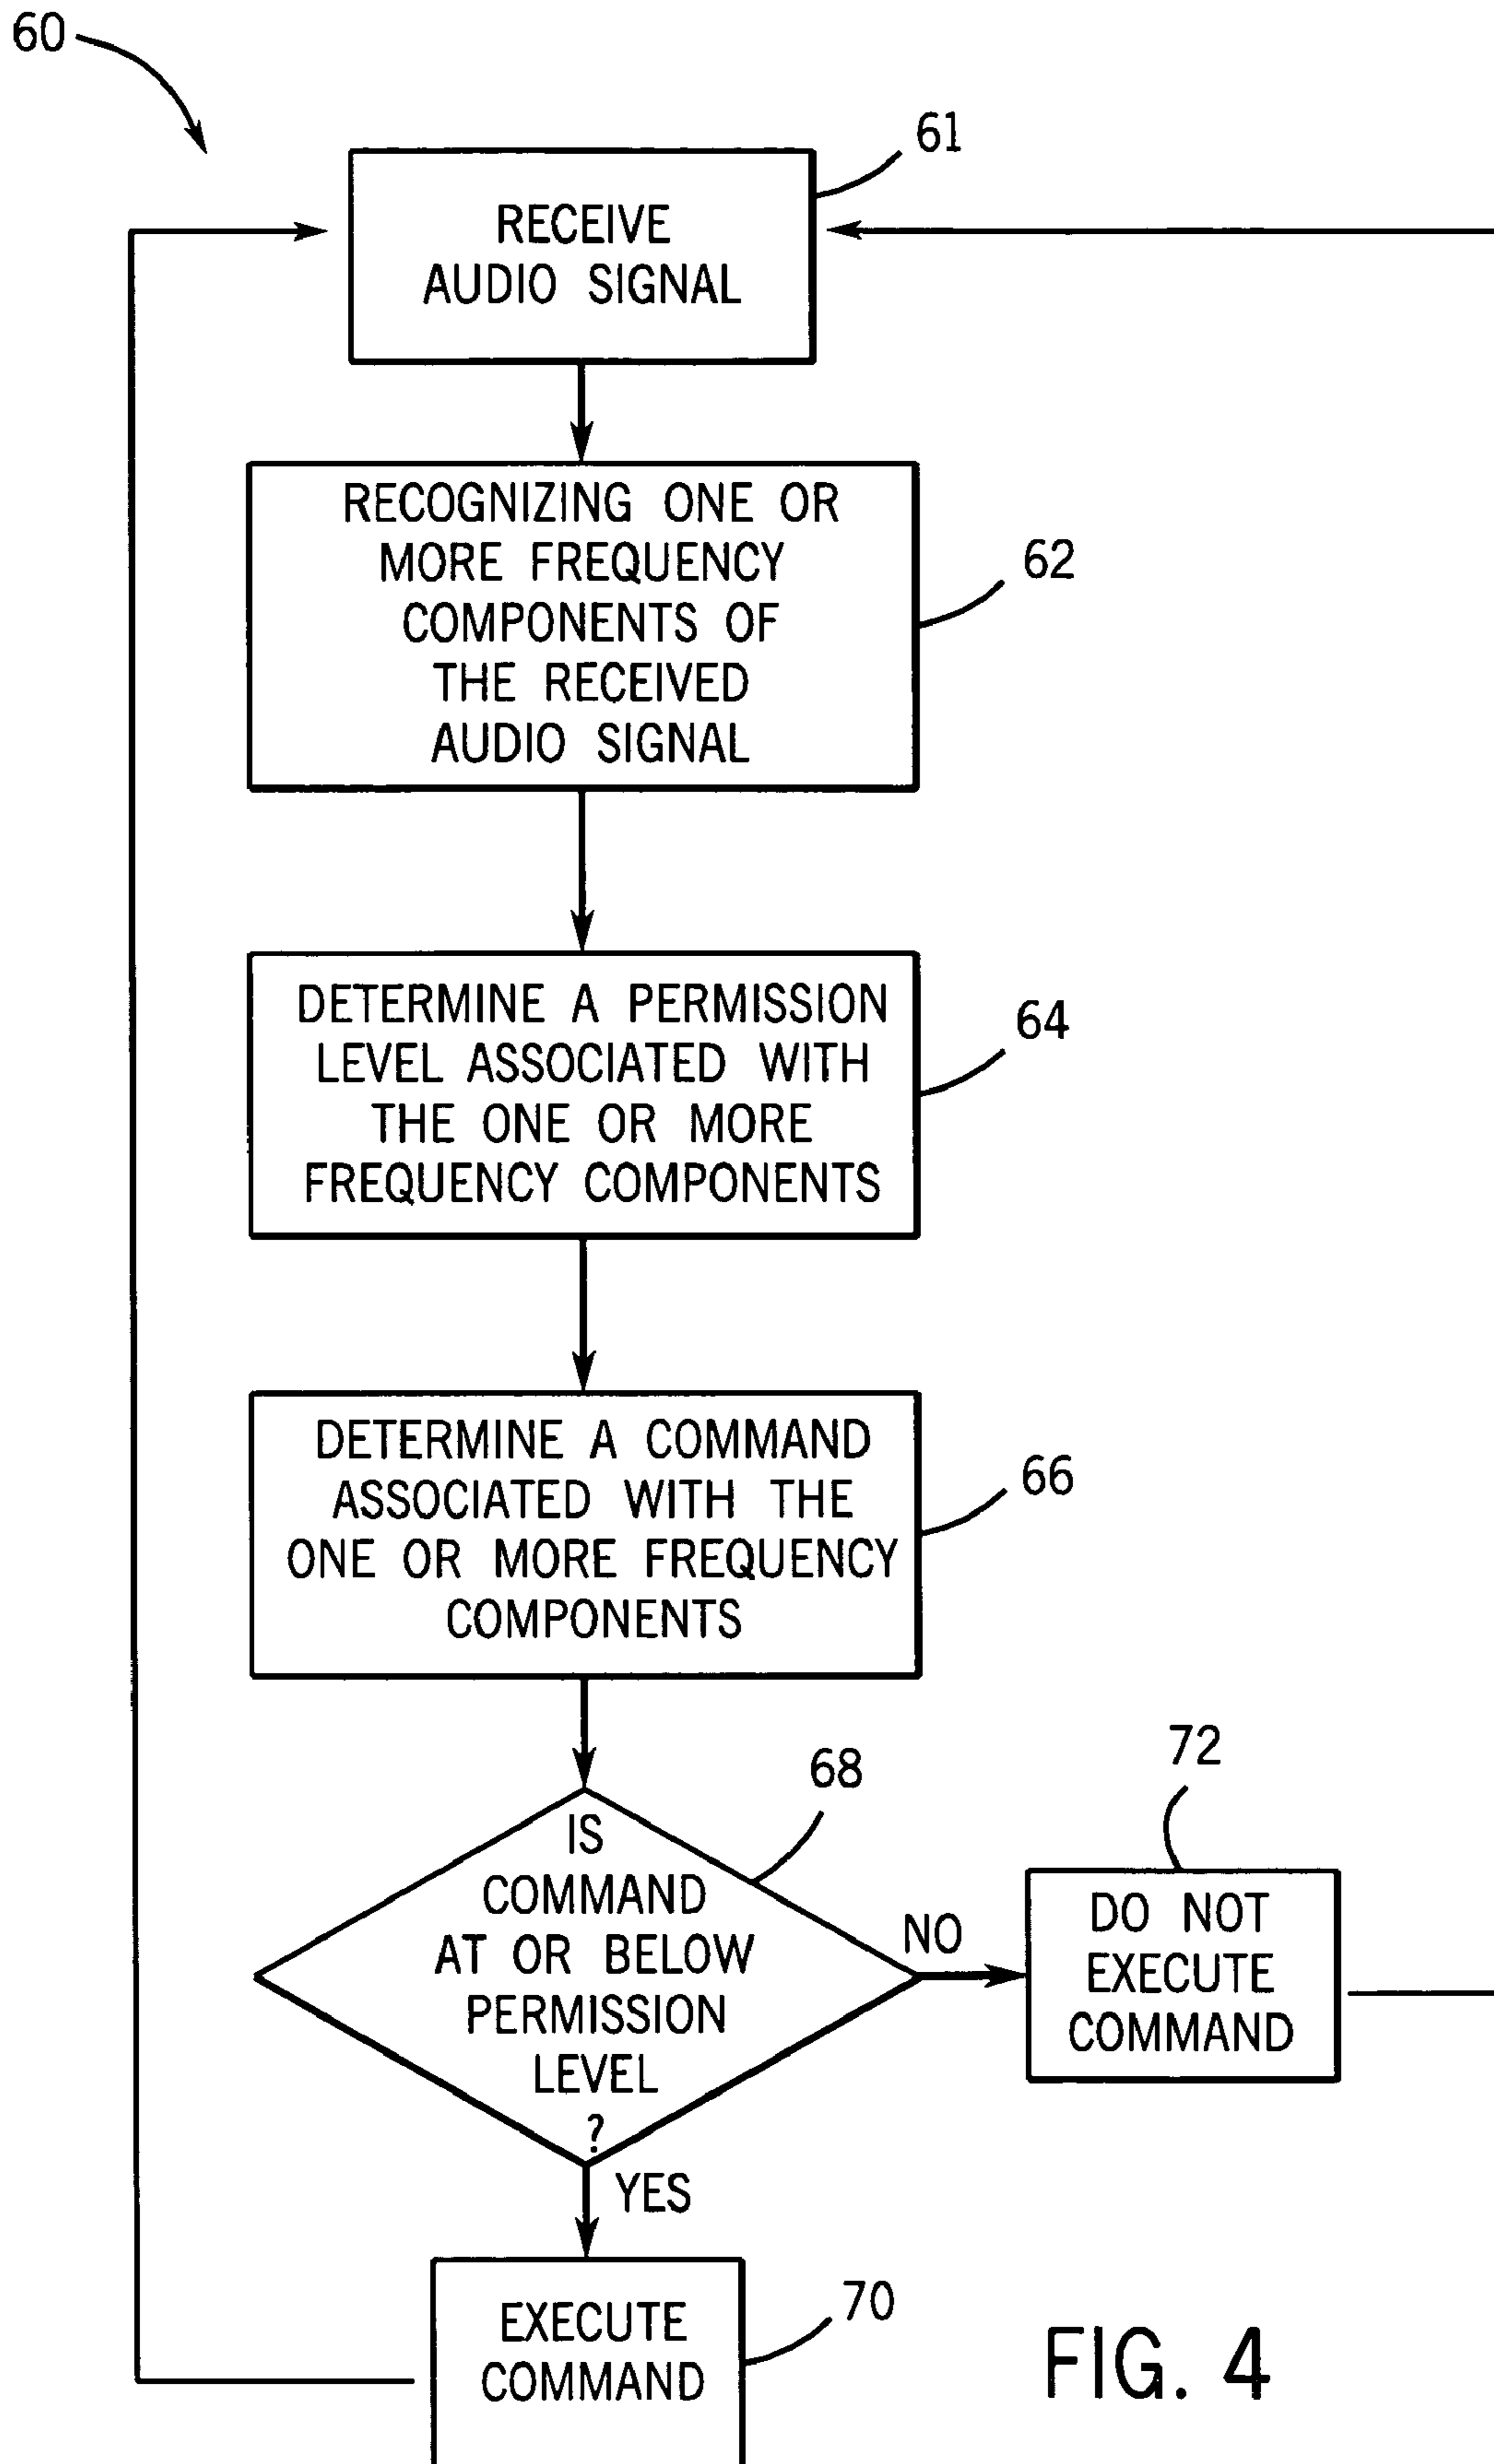 60
61
RECEIVE
AUDIO SIGNAL
RECOGNIZING ONE OR
MORE FREQUENCY
COMPONENTS OF
THE RECEIVED
AUDIO SIGNAL
62
DETERMINE A PERMISSION
LEVEL ASSOCIATED WITH
THE ONE OR MORE
FREQUENCY COMPONENTS
64
DETERMINE A COMMAND
ASSOCIATED WITH THE
ONE OR MORE FREQUENCY
COMPONENTS
66
68
IS
COMMAND
AT OR BELOW
PERMISSION
LEVEL
?
NO
72
DO NOT
EXECUTE
COMMAND
YES
EXECUTE
COMMAND
70
FIG. 4